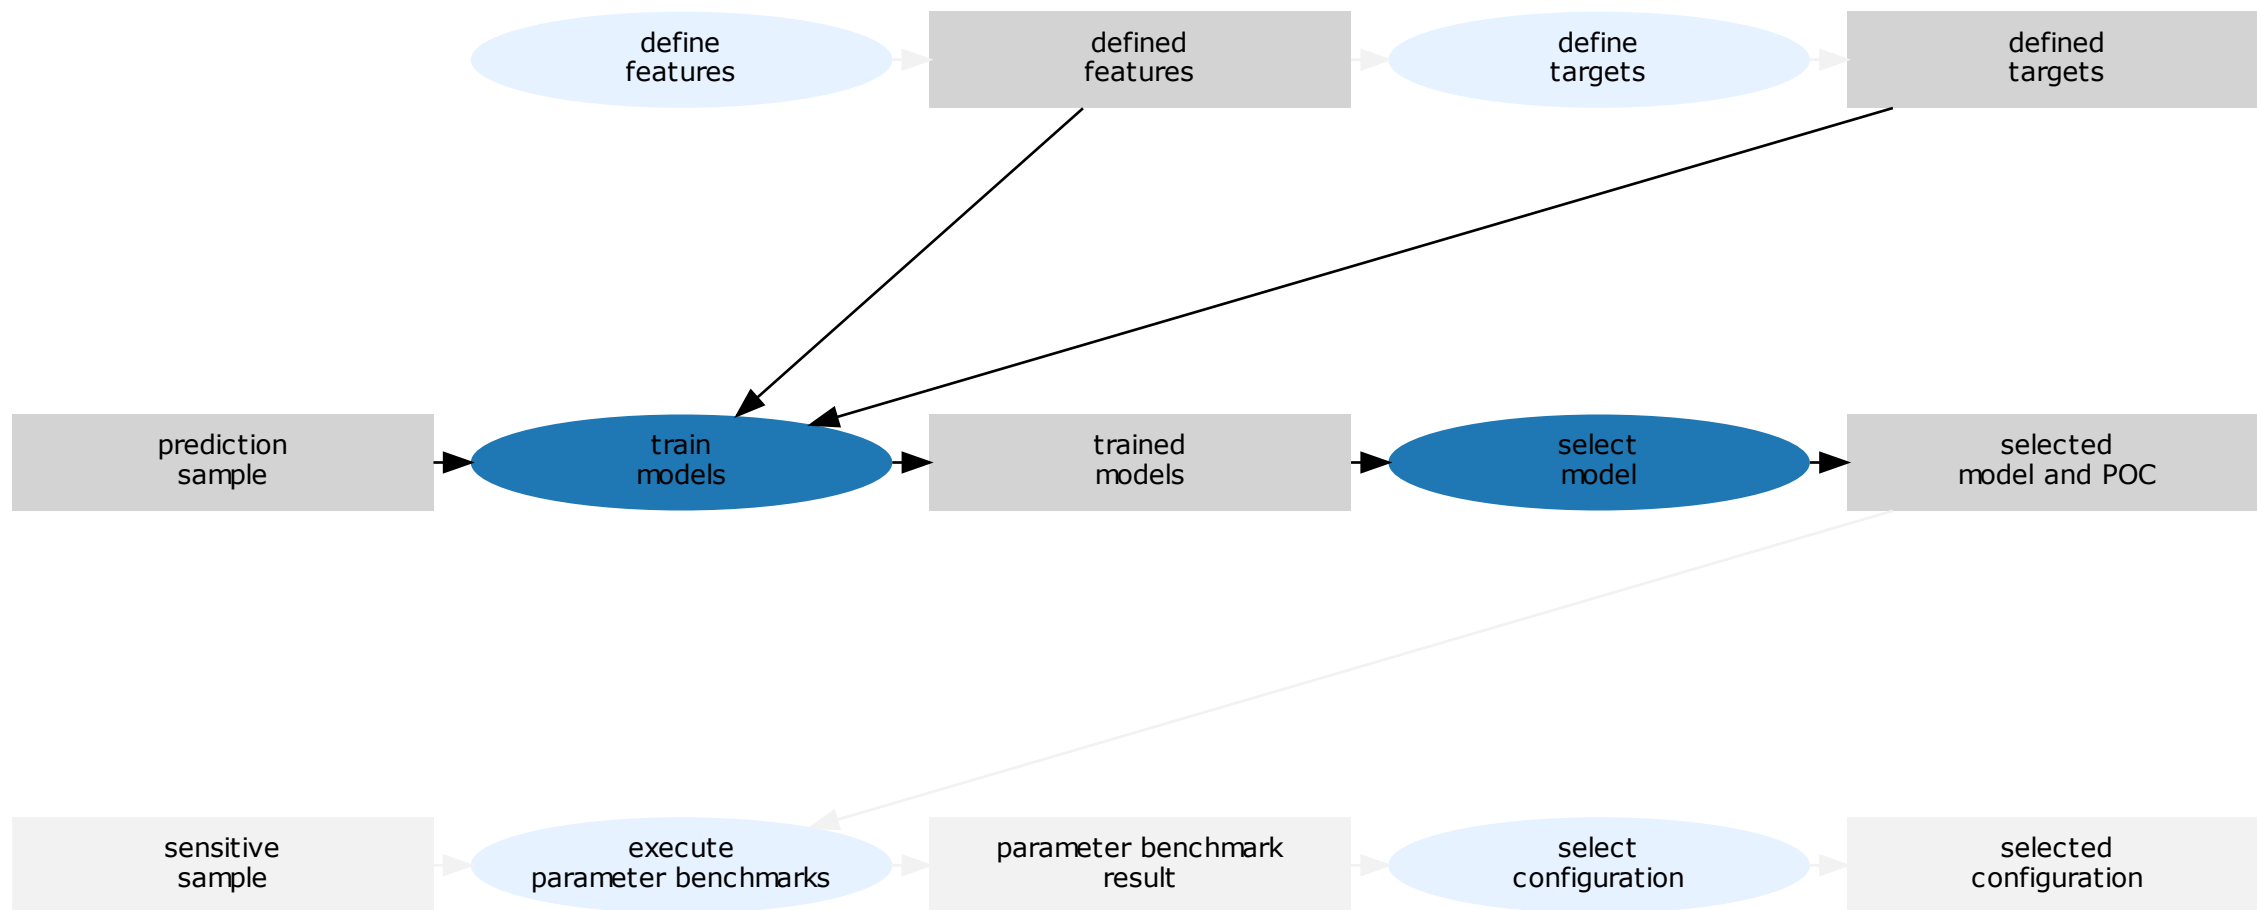 define
features
defined
features
define
targets
defined
targets
prediction
sample
train
models
trained
models
select
model
selected
model and POC
sensitive
sample
execute
parameter benchmarks
parameter benchmark
result
select
configuration
selected
configuration